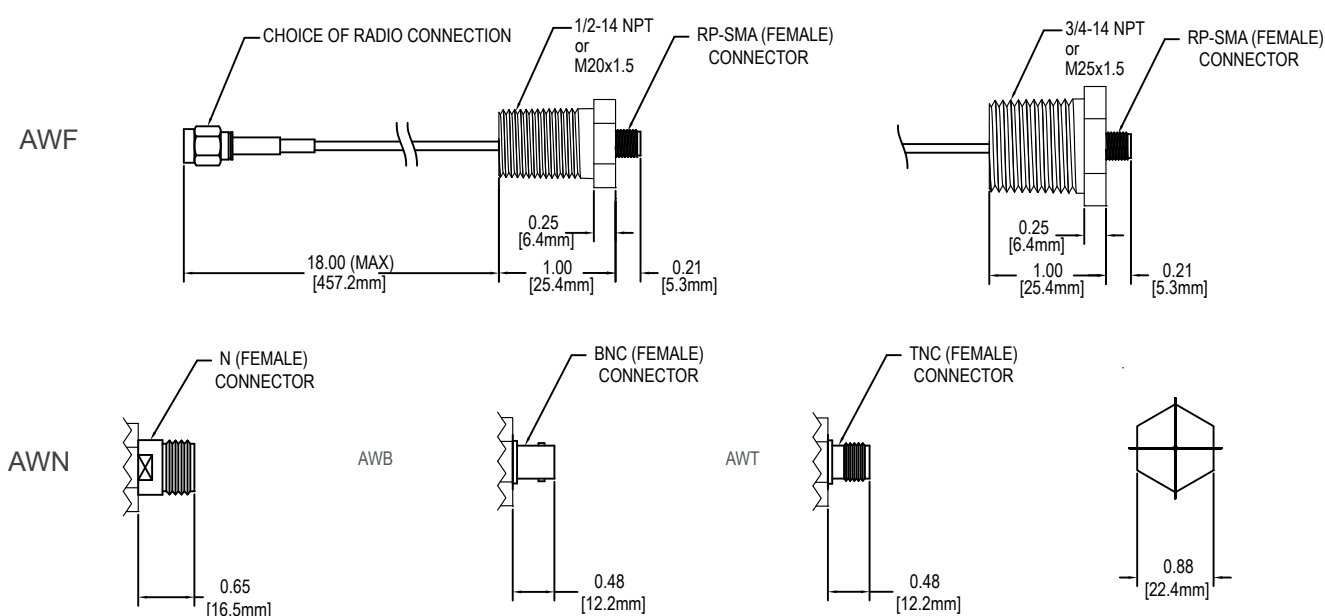 CHOICE OF RADIO CONNECTION
1/2-14 NPT
or
M20x1.5
RP-SMA (FEMALE)
CONNECTOR
3/4-14 NPT
or
M25x1.5
RP-SMA (FEMALE)
CONNECTOR
AWF
0.25
[6.4mm]
18.00 (MAX)
[457.2mm]
1.00
[25.4mm]
0.21
[5.3mm]
0.25
[6.4mm]
1.00
[25.4mm]
0.21
[5.3mm]
N (FEMALE)
CONNECTOR
BNC (FEMALE)
CONNECTOR
TNC (FEMALE)
CONNECTOR
AWN
AWB
AWT
0.65
[16.5mm]
0.48
[12.2mm]
0.48
[12.2mm]
0.88
[22.4mm]